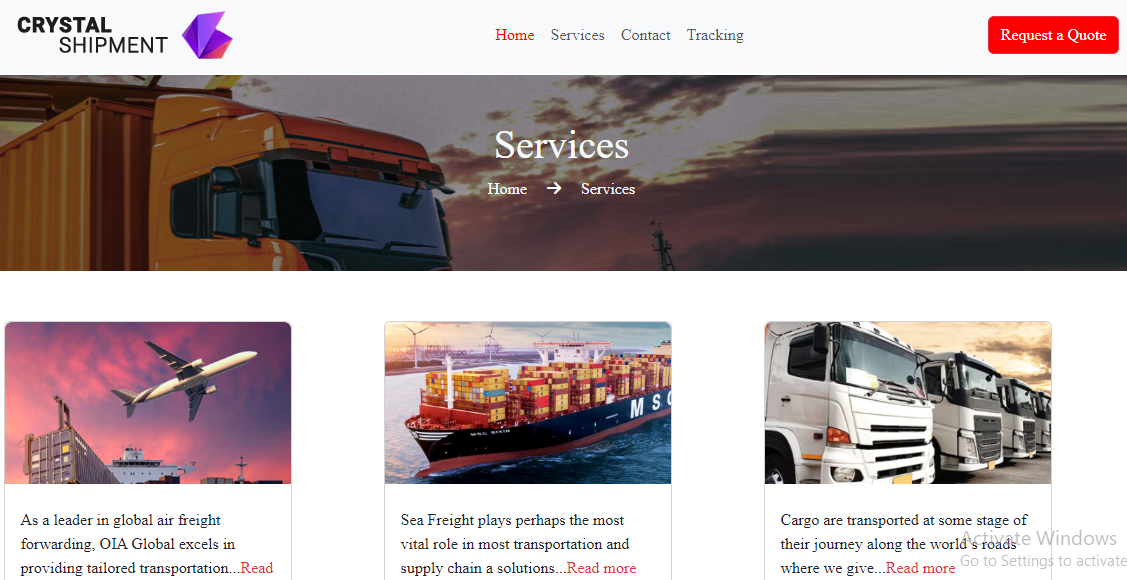 CRYSTAL
SHIPMENT
Home Services Contact Tracking
Request a Quote
Services
Home → Services
As a leader in global air freight
forwarding, OIA Global excels in
providing tailored transportation...Read
MSC
MSC SIXIN
Sea Freight plays perhaps the most
vital role in most transportation and
supply chain a solutions...Read more
Cargo are transported at some stage of
their journey along the world's roads
where we give...Read more
Activate Windows
Go to Settings to activate